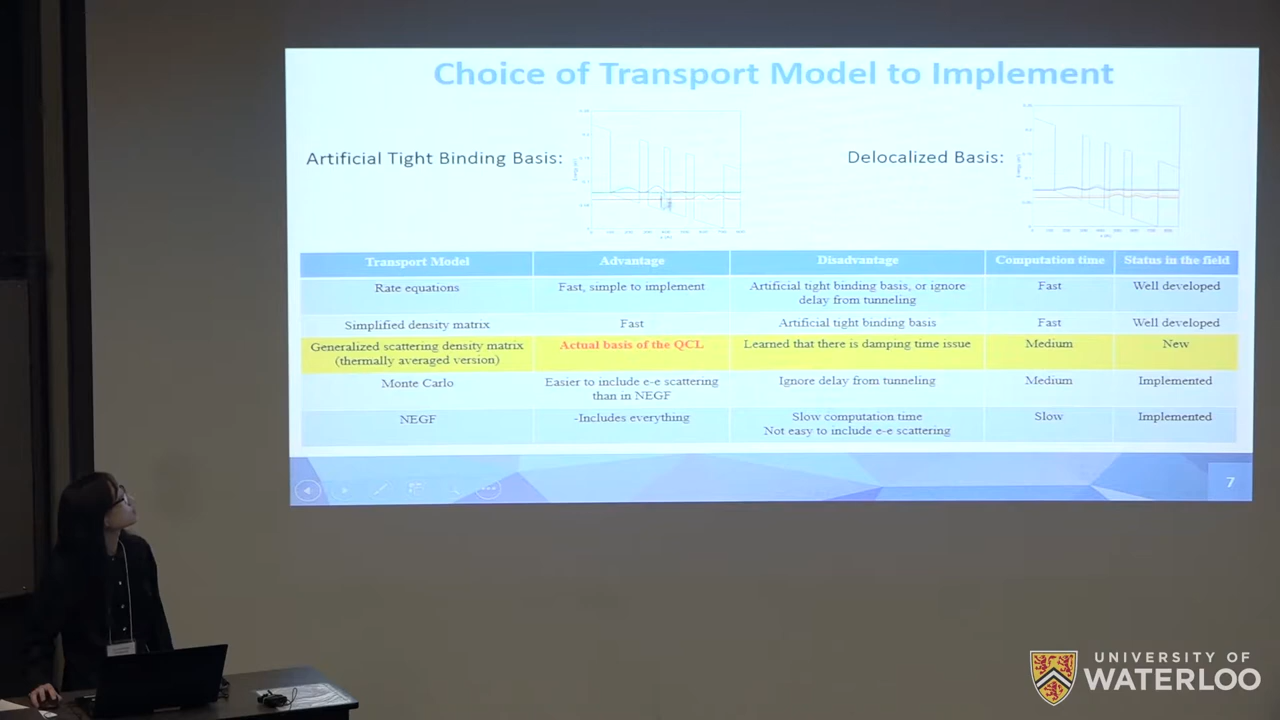 Choice of Transport Model to Implement
Artificial Tight Binding Basis:
Delocalized Basis:
Transport Model Advantage Disadvantage Computation time Status in the field
Rate equations Fast, simple to implement Artificial tight binding basis, or ignore delay from tunneling Fast Well developed
Simplified density matrix Fast Artificial tight binding basis Fast Well developed
Generalized scattering density matrix (thermally averaged version) Actual basis of the QCL Learned that there is damping time issue Medium New
Monte Carlo Easier to include e-e scattering than in NEGF Ignore delay from tunneling Medium Implemented
NEGF -Includes everything Slow computation time Not easy to include e-e scattering Slow Implemented
7
UNIVERSITY OF
WATERLOO